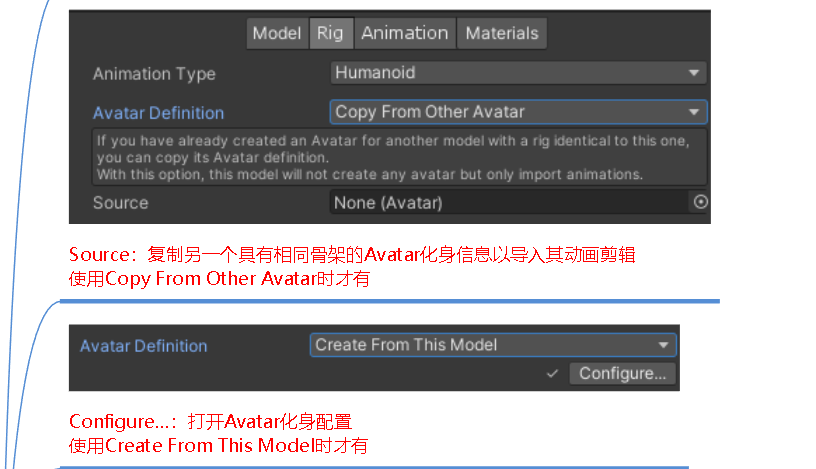 Model Rig Animation Materials
Animation Type Humanoid
Avatar Definition Copy From Other Avatar
If you have already created an Avatar for another model with a rig identical to this one,
you can copy its Avatar definition.
With this option, this model will not create any avatar but only import animations.
Source None (Avatar)
Source：复制另一个具有相同骨架的Avatar化身信息以导入其动画剪辑
使用Copy From Other Avatar时才有
Avatar Definition Create From This Model
Configure...
Configure...：打开Avatar化身配置
使用Create From This Model时才有